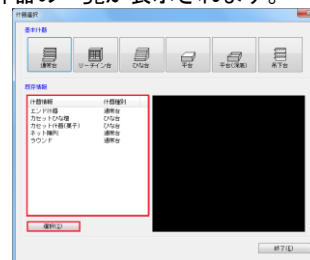 什器の一覧が表示されます。
什器選択
基本什器
通常台
リーチイン台
ひな台
平台
平台(深底)
吊下台
既存情報
什器情報 什器種別
エンド什器 通常台
カセットひな壇 ひな台
カセット什器(菓子) ひな台
ネット陳列 通常台
ラウンド 通常台
選択(S)
終了(E)